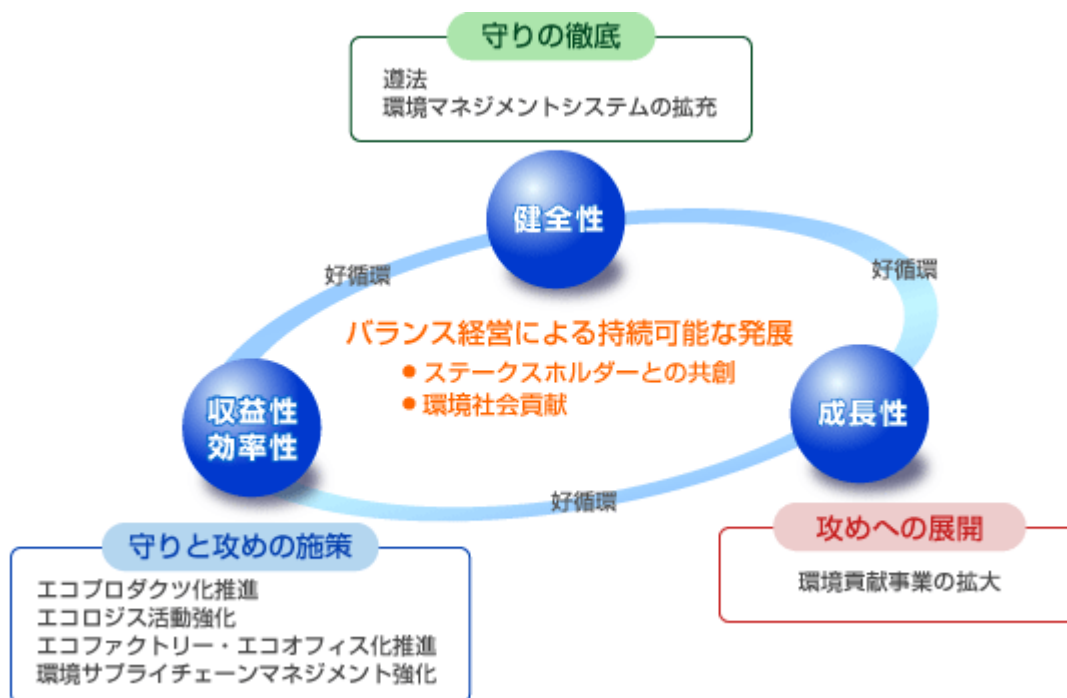 守りの徹底
遵法
環境マネジメントシステムの拡充
健全性
好循環
好循環
バランス経営による持続可能な発展
● ステークスホルダーとの共創
● 環境社会貢献
収益性
効率性
成長性
好循環
守りと攻めの施策
エコプロダクツ化推進
エコロジス活動強化
エコファクトリー・エコオフィス化推進
環境サプライチェーンマネジメント強化
攻めへの展開
環境貢献事業の拡大